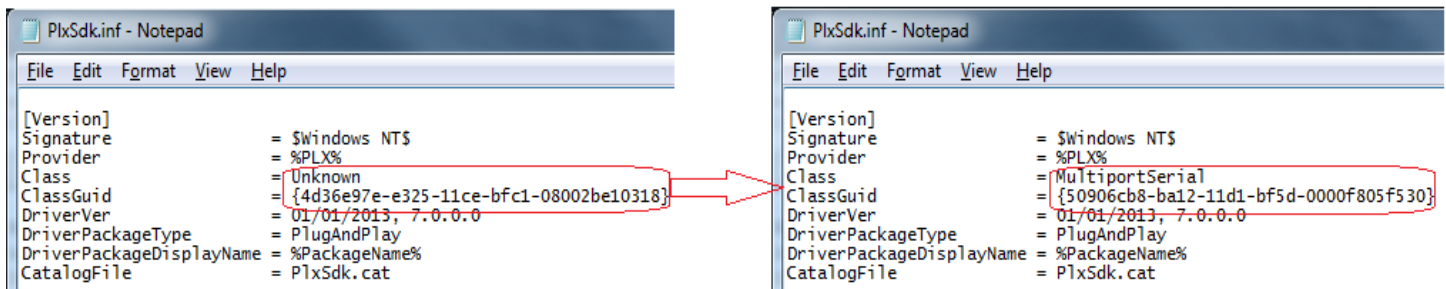 PlxSdk.inf - Notepad
File Edit Format View Help
[Version]
Signature = $Windows NT$
Provider = %PLX%
Class = Unknown
ClassGuid = {4d36e97e-e325-11ce-bfc1-08002be10318}
DriverVer = 01/01/2013, 7.0.0.0
DriverPackageType = PlugAndPlay
DriverPackageDisplayName = %PackageName%
CatalogFile = PlxSdk.cat
PlxSdk.inf - Notepad
File Edit Format View Help
[Version]
Signature = $Windows NT$
Provider = %PLX%
Class = MultiportSerial
ClassGuid = {50906cb8-ba12-11d1-bf5d-0000f805f530}
DriverVer = 01/01/2013, 7.0.0.0
DriverPackageType = PlugAndPlay
DriverPackageDisplayName = %PackageName%
CatalogFile = PlxSdk.cat